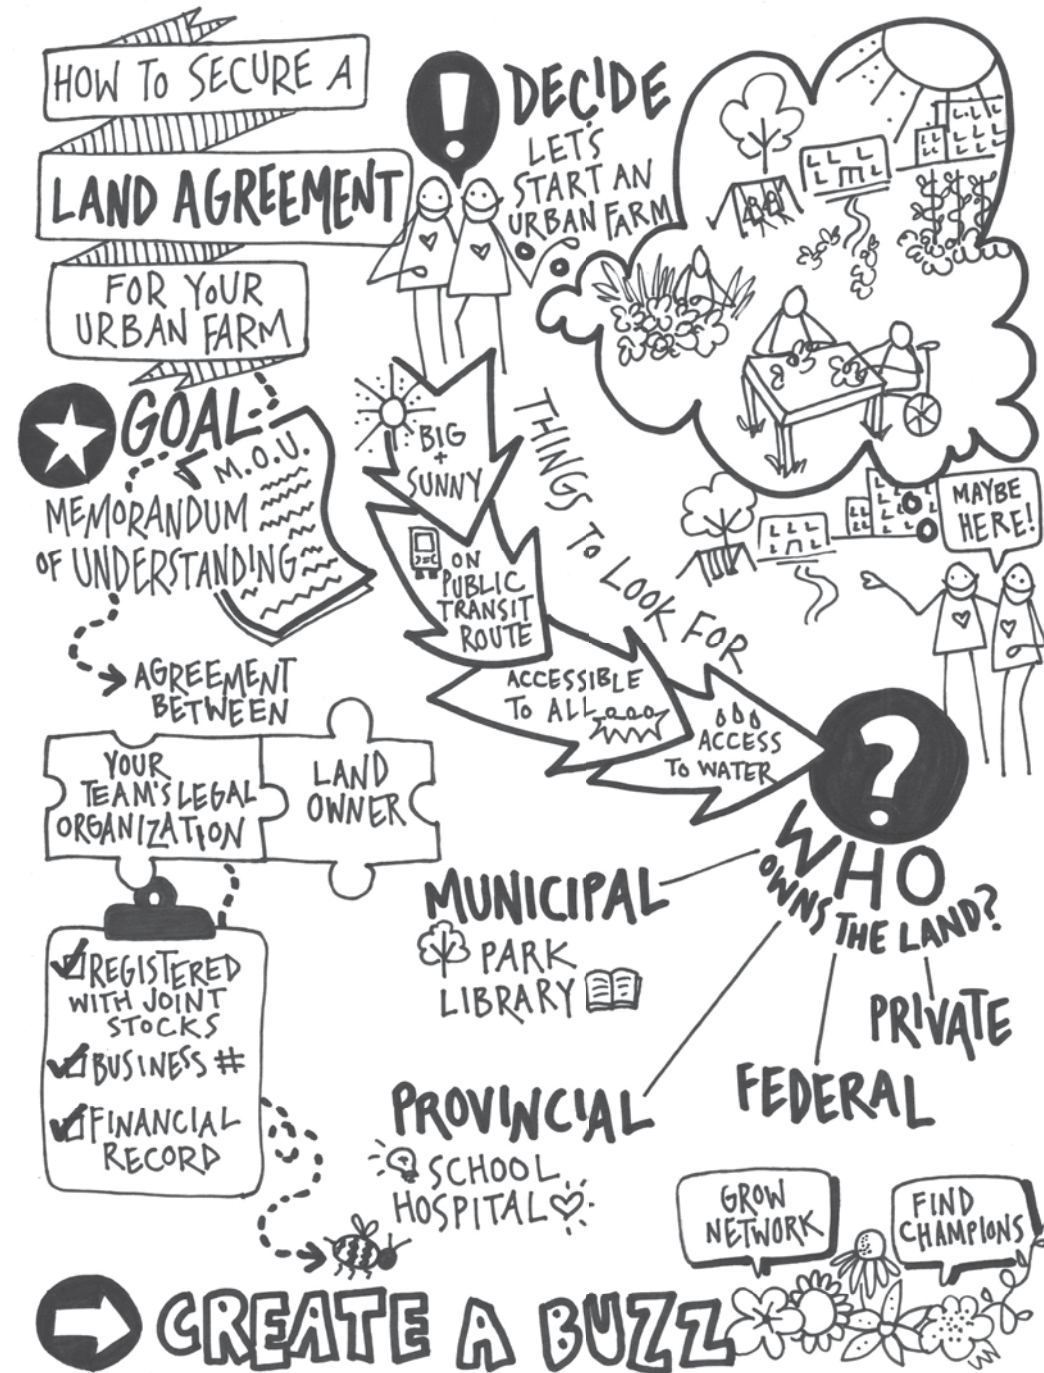 HOW TO SECURE A
LAND AGREEMENT
FOR YOUR
URBAN FARM
DECIDE
LET'S
START AN
URBAN FARM
GOAL
M.O.U.
MEMORANDUM
OF UNDERSTANDING
AGREEMENT
BETWEEN
YOUR
TEAM'S LEGAL
ORGANIZATION
LAND
OWNER
REGISTERED
WITH JOINT
STOCKS
BUSINESS #
FINANCIAL
RECORD
THINGS TO LOOK FOR
BIG
+
SUNNY
ON
PUBLIC
TRANSIT
ROUTE
ACCESSIBLE
TO ALL
ACCESS
TO WATER
MAYBE
HERE!
?
WHO
OWNS THE LAND?
MUNICIPAL
PARK
LIBRARY
PROVINCIAL
SCHOOL
HOSPITAL
FEDERAL
PRIVATE
GROW
NETWORK
FIND
CHAMPIONS
CREATE A BUZZ